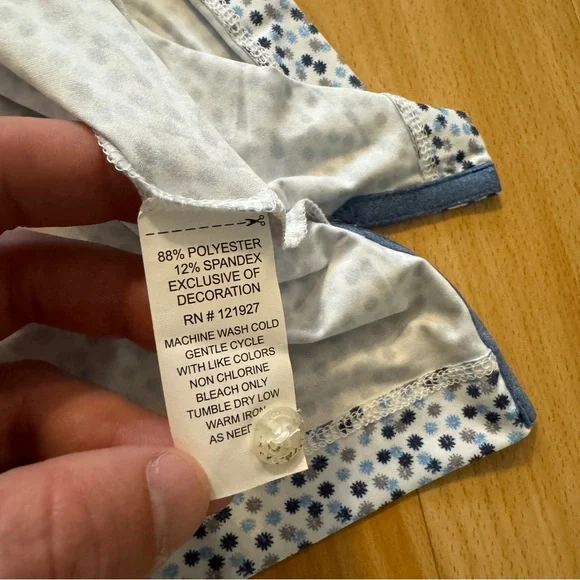 88% POLYESTER
12% SPANDEX
EXCLUSIVE OF
DECORATION
RN # 121927
MACHINE WASH COLD
GENTLE CYCLE
WITH LIKE COLORS
NON CHLORINE
BLEACH ONLY
TUMBLE DRY LOW
WARM IRON
AS